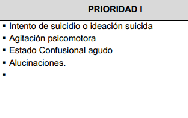 PRIORIDAD I
▪ Intento de suicidio o ideación suicida
▪ Agitación psicomotora
▪ Estado Confusional agudo
▪ Alucinaciones.
▪